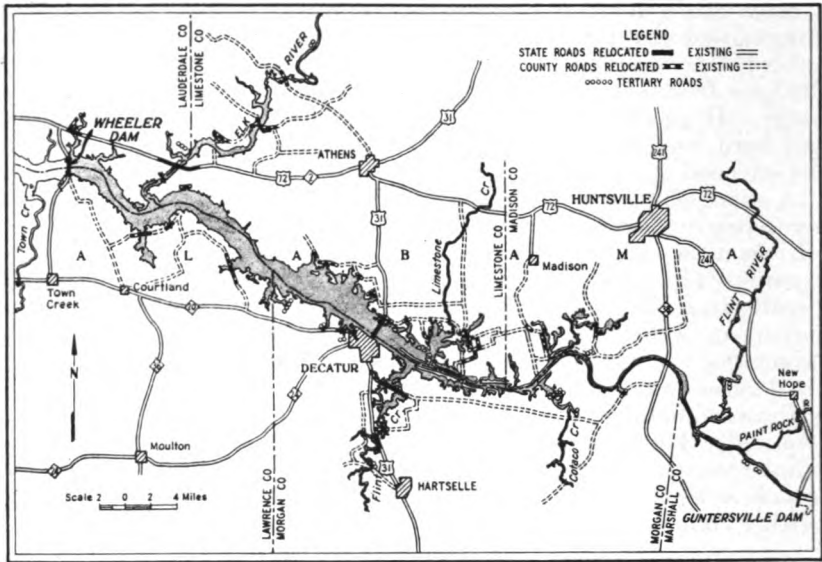 LEGEND
STATE ROADS RELOCATED EXISTING
COUNTY ROADS RELOCATED EXISTING
TERTIARY ROADS
LAUDERDALE CO
LIMESTONE CO
RIVER
ELK
WHEELER
DAM
31
241
ATHENS
72
2
72
Cr
Limestone
LIMESTONE CO
MADISON CO
72
HUNTSVILLE
72
Town Cr
31
241
FLINT RIVER
A L A B A M A
Madison
Town
Creek
Courtland
DECATUR
N
New
Hope
PAINT ROCK
Moulton
Flint
Cr
31
HARTSELLE
Cotaco
Cr
Scale 2 0 2 4 Miles
LAWRENCE CO
MORGAN CO
MORGAN CO
MARSHALL CO
GUNTERSVILLE DAM